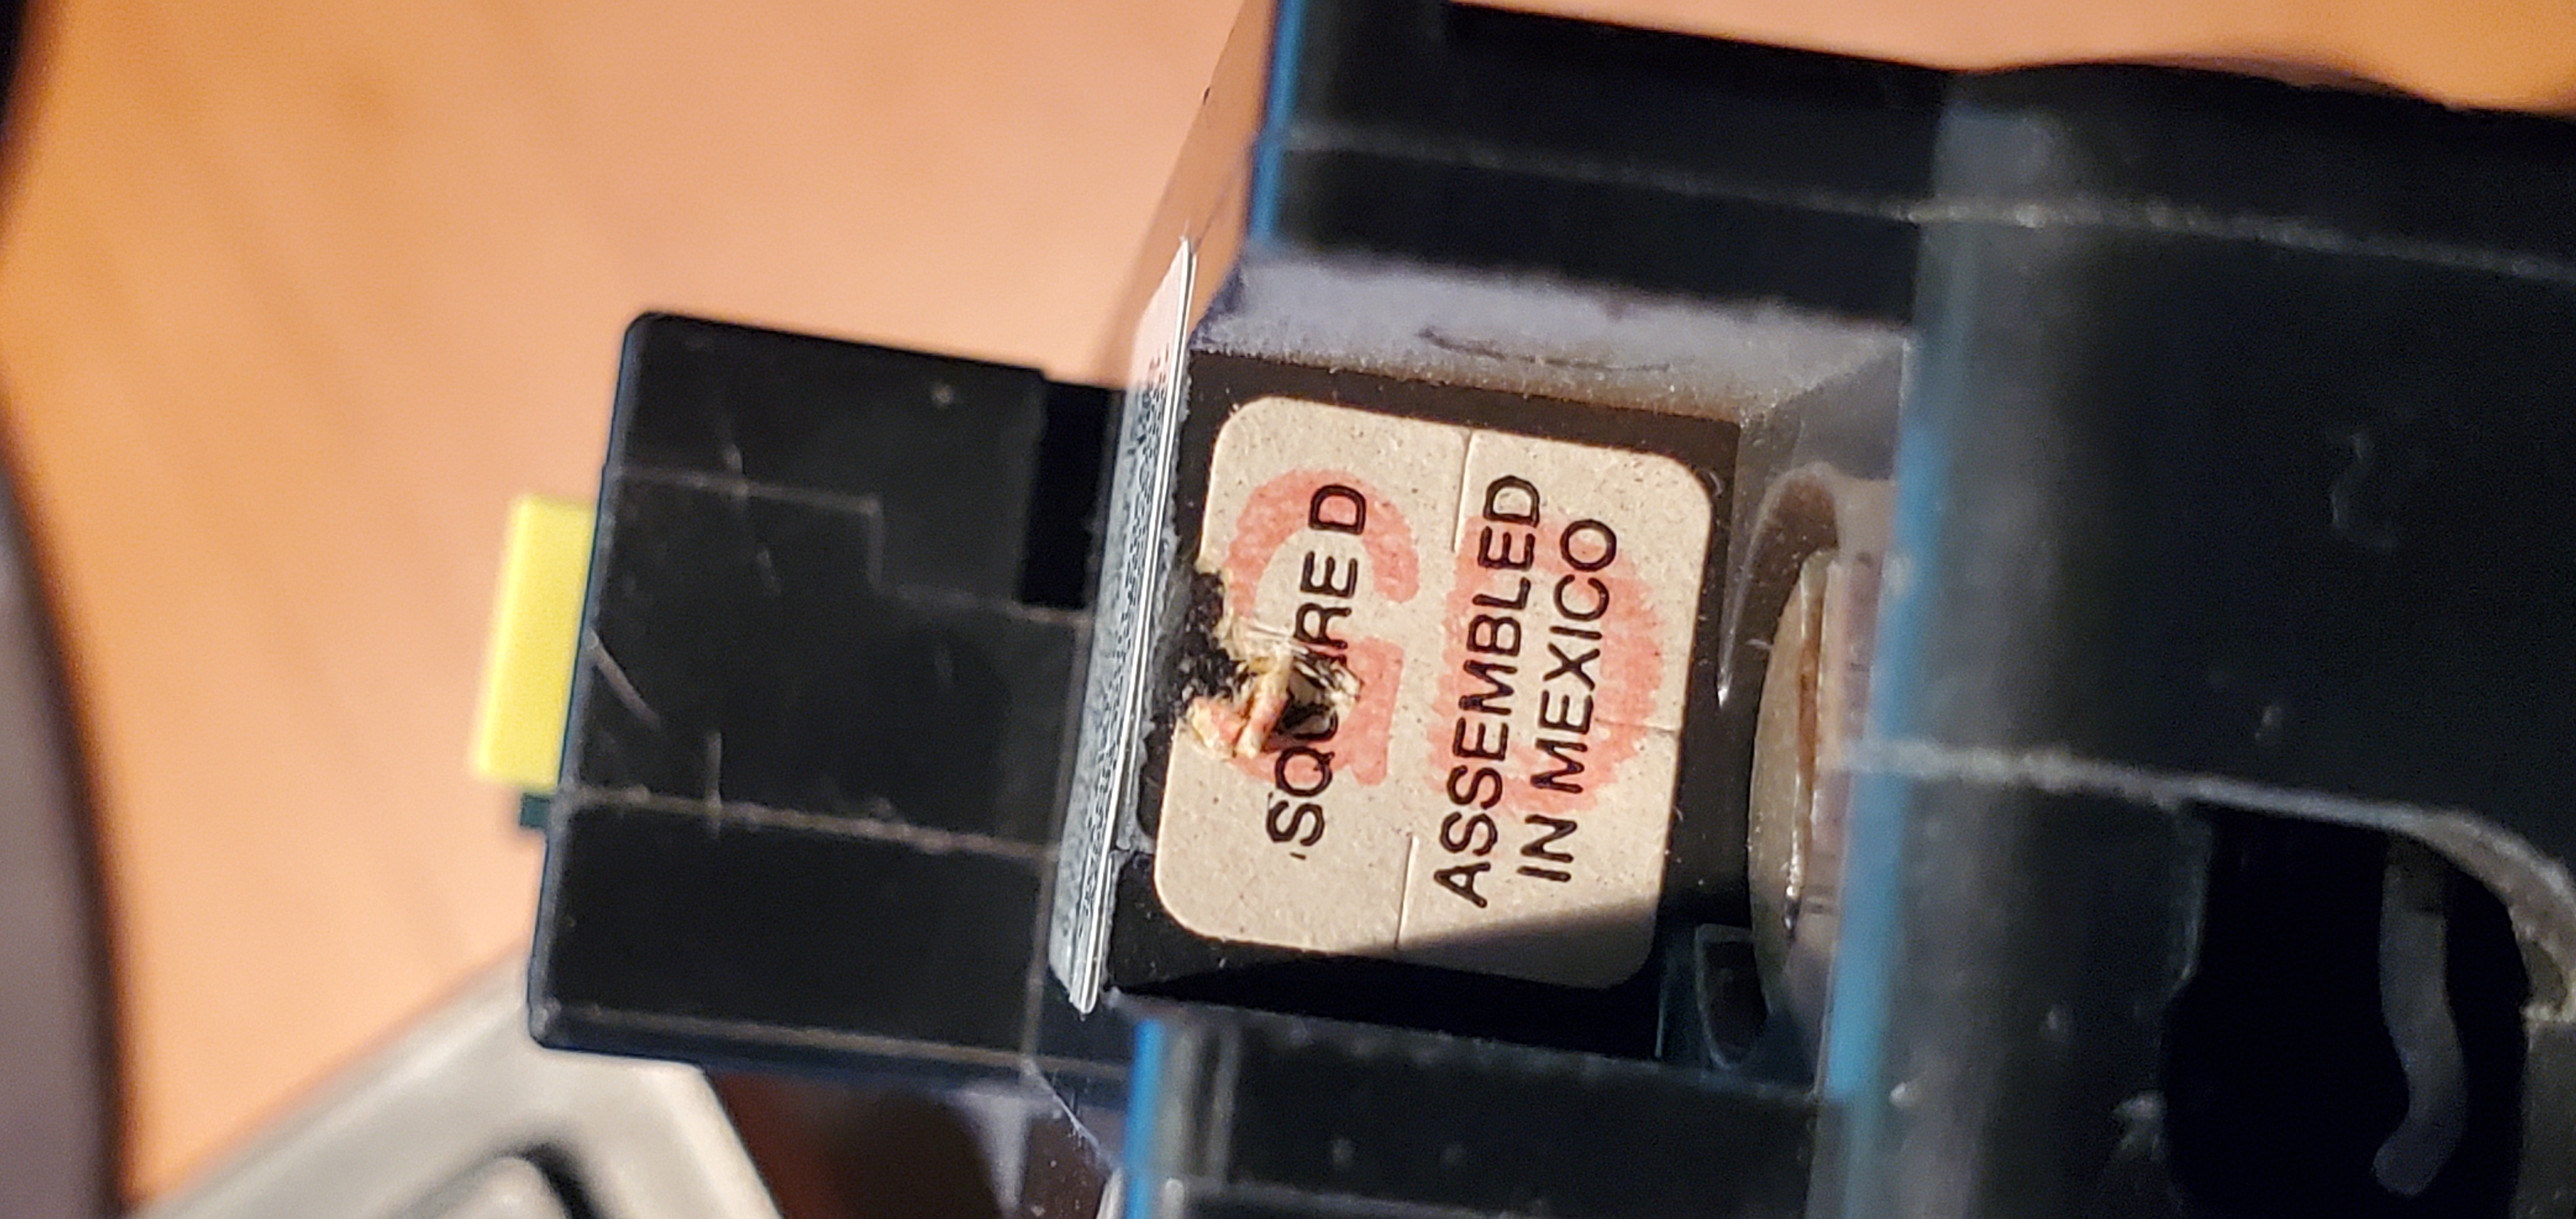 SQUARE D
ASSEMBLED
IN MEXICO